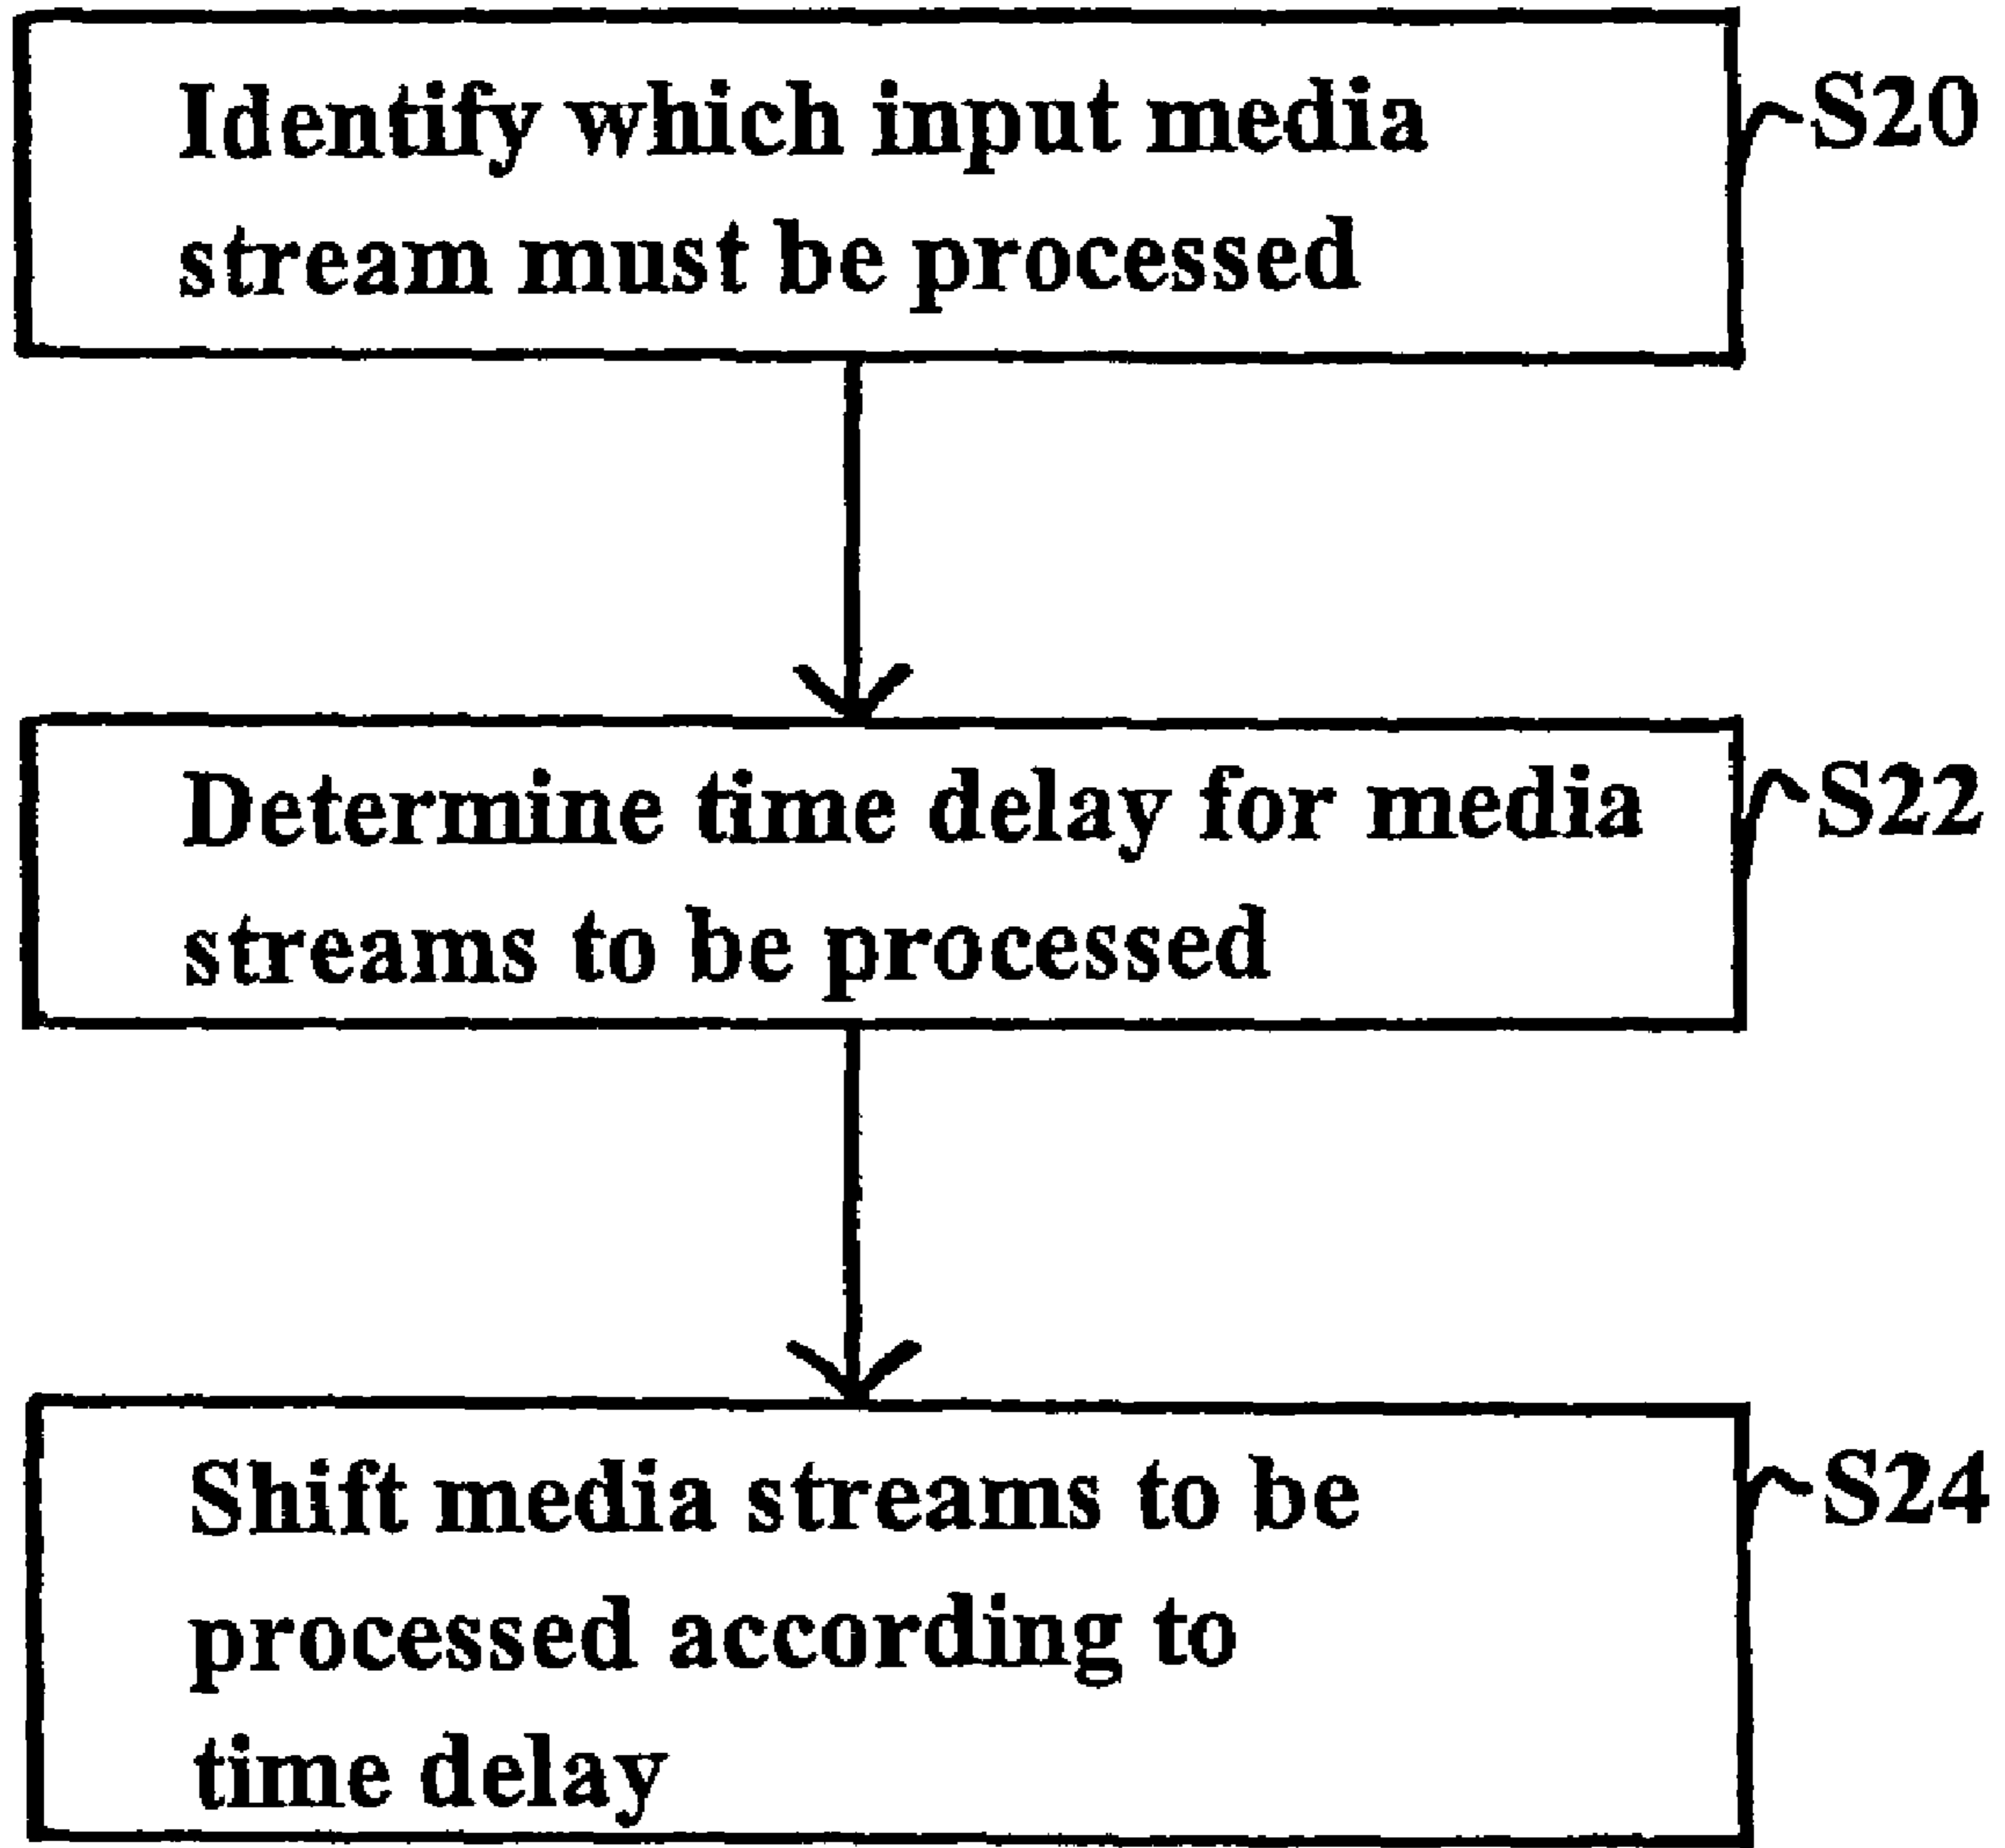 Identify which input media
stream must be processed
S20
Determine time delay for media
streams to be processed
S22
Shift media streams to be
processed according to
time delay
S24